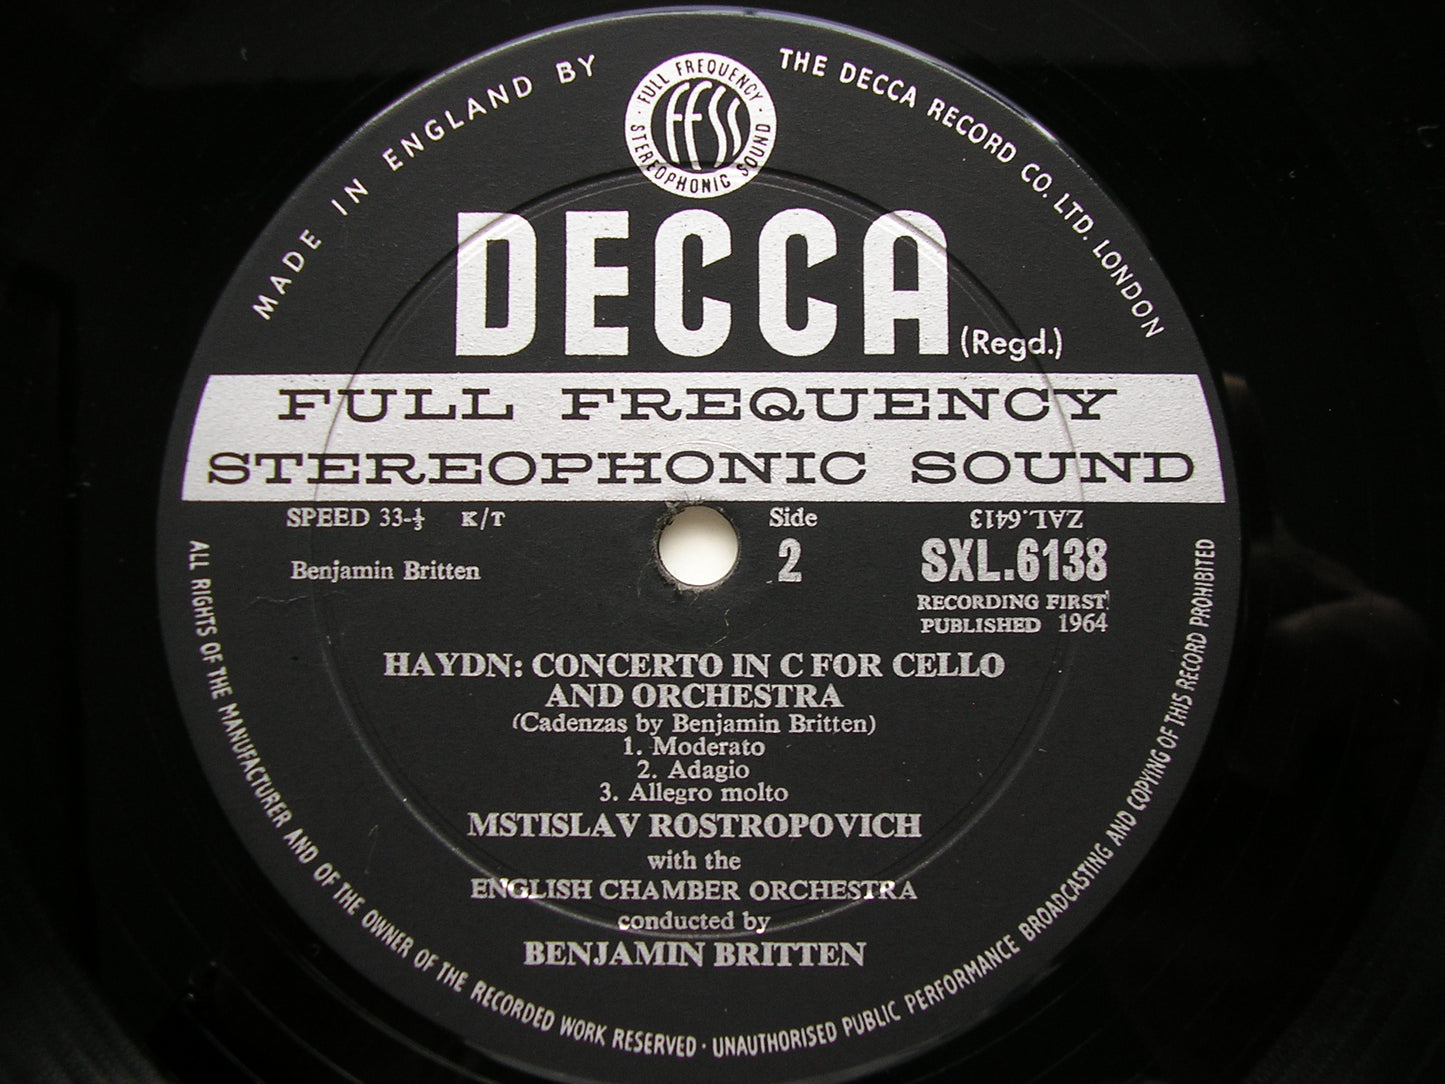 MADE IN ENGLAND BY
THE DECCA RECORD CO. LTD. LONDON
· FULL FREQUENCY ·
STEREOPHONIC SOUND
FFSS
DECCA (Regd.)
FULL FREQUENCY
STEREOPHONIC SOUND
SPEED 33-⅓ K/T
Side
2
ZAL.6413
SXL.6138
Benjamin Britten
RECORDING FIRST
PUBLISHED 1964
HAYDN: CONCERTO IN C FOR CELLO
AND ORCHESTRA
(Cadenzas by Benjamin Britten)
1. Moderato
2. Adagio
3. Allegro molto
MSTISLAV ROSTROPOVICH
with the
ENGLISH CHAMBER ORCHESTRA
conducted by
BENJAMIN BRITTEN
ALL RIGHTS OF THE MANUFACTURER AND OF THE OWNER OF THE RECORDED WORK RESERVED · UNAUTHORISED PUBLIC PERFORMANCE BROADCASTING AND COPYING OF THIS RECORD PROHIBITED